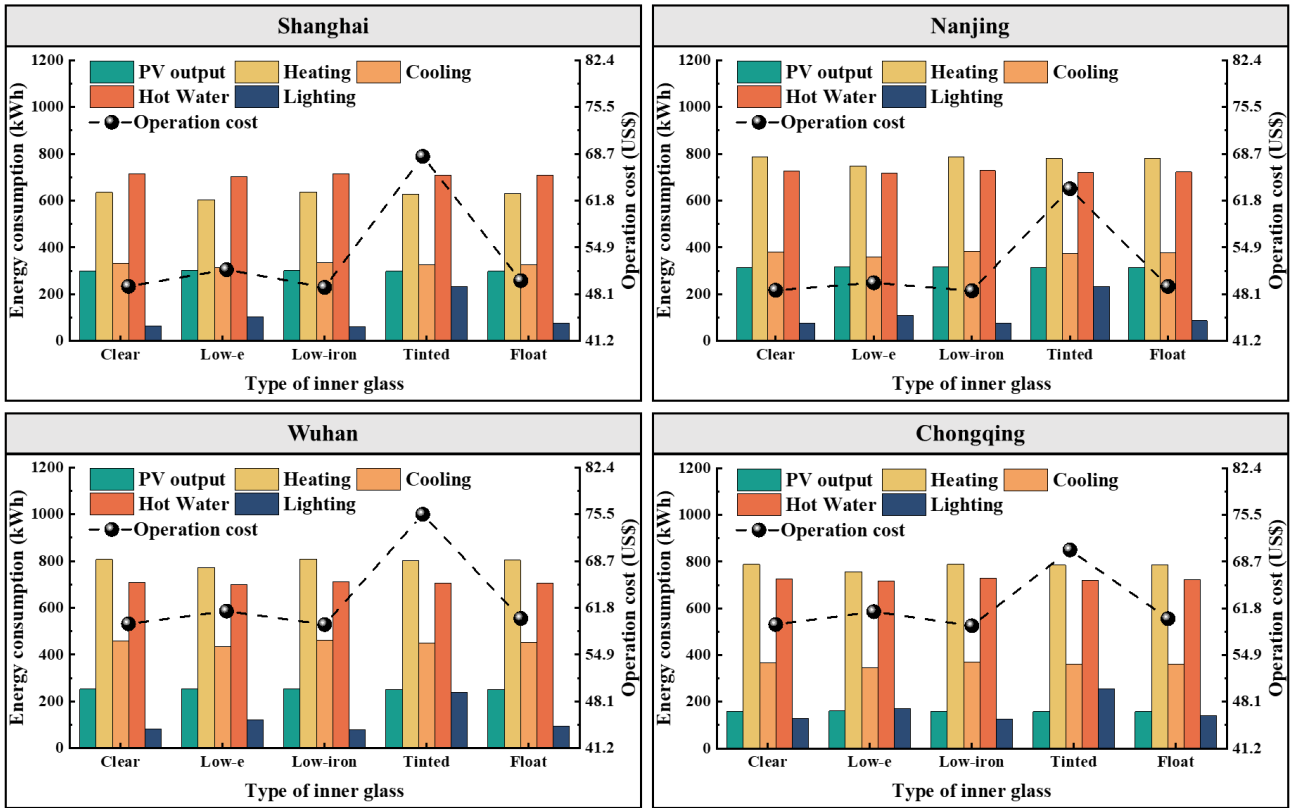 Shanghai
1200
1000
800
600
400
200
0
Energy consumption (kWh)
PV output Heating Cooling
Hot Water Lighting
Operation cost
82.4
75.5
68.7
61.8
54.9
48.1
41.2
Operation cost (US$)
Clear Low-e Low-iron Tinted Float
Type of inner glass
Nanjing
1200
1000
800
600
400
200
0
Energy consumption (kWh)
PV output Heating Cooling
Hot Water Lighting
Operation cost
82.4
75.5
68.7
61.8
54.9
48.1
41.2
Operation cost (US$)
Clear Low-e Low-iron Tinted Float
Type of inner glass
Wuhan
1200
1000
800
600
400
200
0
Energy consumption (kWh)
PV output Heating Cooling
Hot Water Lighting
Operation cost
82.4
75.5
68.7
61.8
54.9
48.1
41.2
Operation cost (US$)
Clear Low-e Low-iron Tinted Float
Type of inner glass
Chongqing
1200
1000
800
600
400
200
0
Energy consumption (kWh)
PV output Heating Cooling
Hot Water Lighting
Operation cost
82.4
75.5
68.7
61.8
54.9
48.1
41.2
Operation cost (US$)
Clear Low-e Low-iron Tinted Float
Type of inner glass